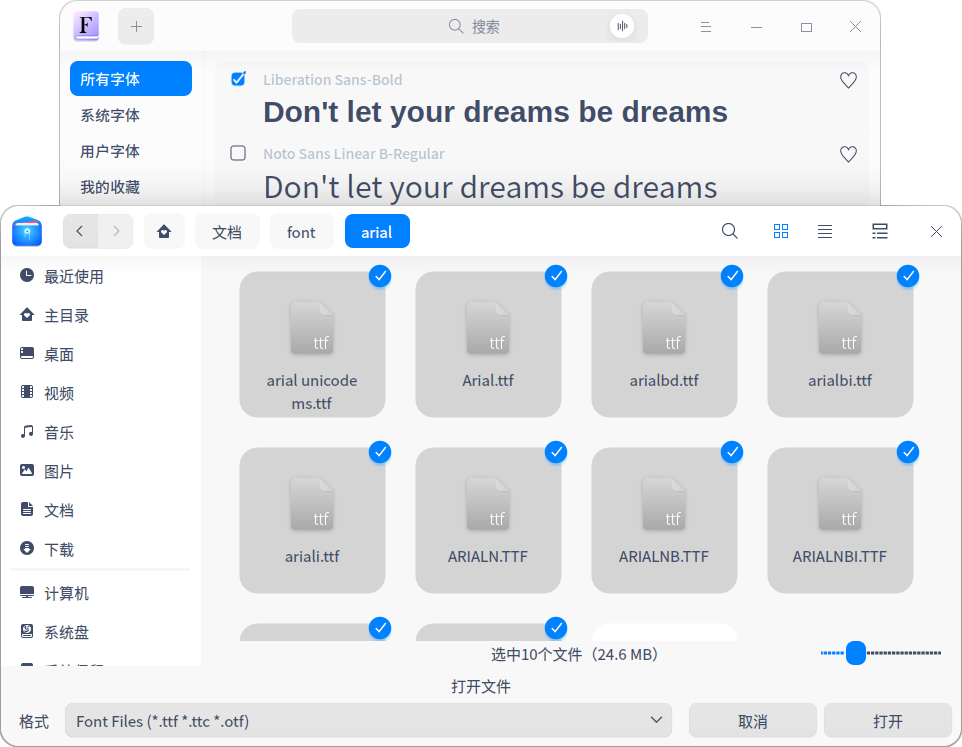 F
搜索
所有字体
系统字体
用户字体
我的收藏
Liberation Sans-Bold
Don't let your dreams be dreams
Noto Sans Linear B-Regular
Don't let your dreams be dreams
文档
font
arial
最近使用
主目录
桌面
视频
音乐
图片
文档
下载
计算机
系统盘
ttf
arial unicode
ms.ttf
ttf
Arial.ttf
ttf
arialbd.ttf
ttf
arialbi.ttf
ttf
ariali.ttf
ttf
ARIALN.TTF
ttf
ARIALNB.TTF
ttf
ARIALNBI.TTF
选中10个文件（24.6 MB）
打开文件
格式
Font Files (*.ttf *.ttc *.otf)
取消
打开